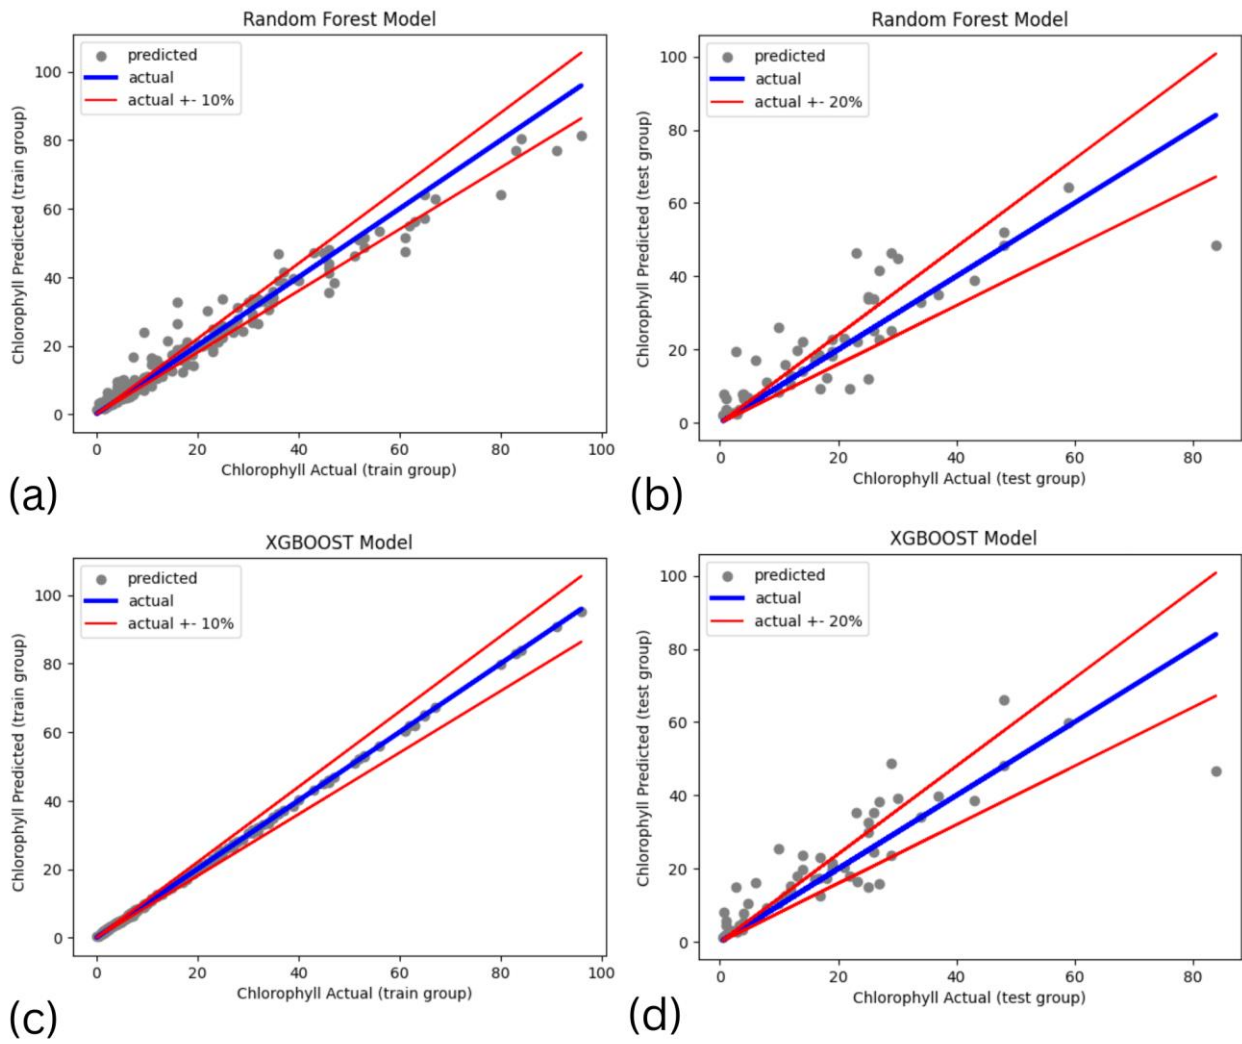 Random Forest Model
predicted
actual
actual +- 10%
Chlorophyll Predicted (train group)
100
80
60
40
20
0
0 20 40 60 80 100
Chlorophyll Actual (train group)
(a)
Random Forest Model
predicted
actual
actual +- 20%
Chlorophyll Predicted (test group)
100
80
60
40
20
0
0 20 40 60 80
Chlorophyll Actual (test group)
(b)
XGBOOST Model
predicted
actual
actual +- 10%
Chlorophyll Predicted (train group)
100
80
60
40
20
0
0 20 40 60 80 100
Chlorophyll Actual (train group)
(c)
XGBOOST Model
predicted
actual
actual +- 20%
Chlorophyll Predicted (test group)
100
80
60
40
20
0
0 20 40 60 80
Chlorophyll Actual (test group)
(d)